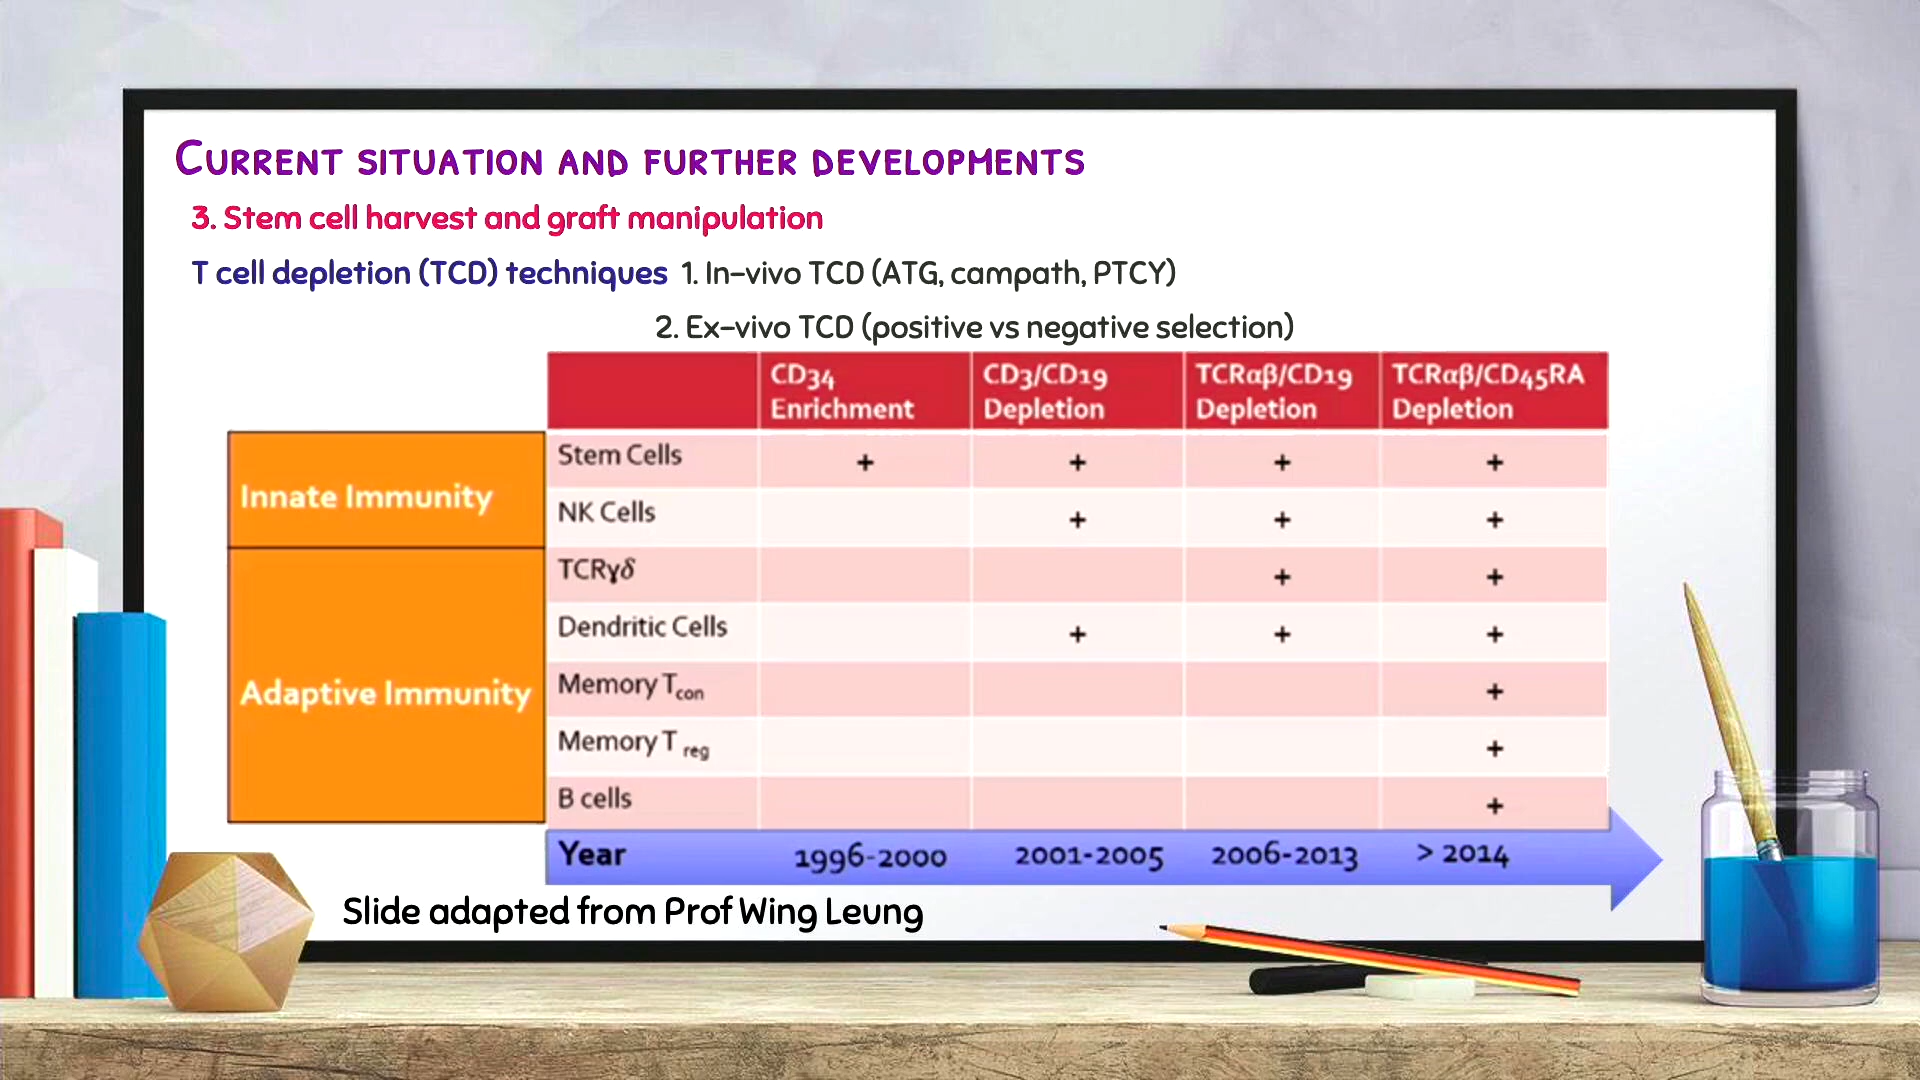 Current situation and further developments
3. Stem cell harvest and graft manipulation
T cell depletion (TCD) techniques 1. In-vivo TCD (ATG, campath, PTCY)
2. Ex-vivo TCD (positive vs negative selection)
CD34 Enrichment CD3/CD19 Depletion TCRαβ/CD19 Depletion TCRαβ/CD45RA Depletion
Innate Immunity
Stem Cells + + + +
NK Cells + + +
Adaptive Immunity
TCRγδ + +
Dendritic Cells + + +
Memory Tcon +
Memory T reg +
B cells +
Year 1996-2000 2001-2005 2006-2013 > 2014
Slide adapted from Prof Wing Leung